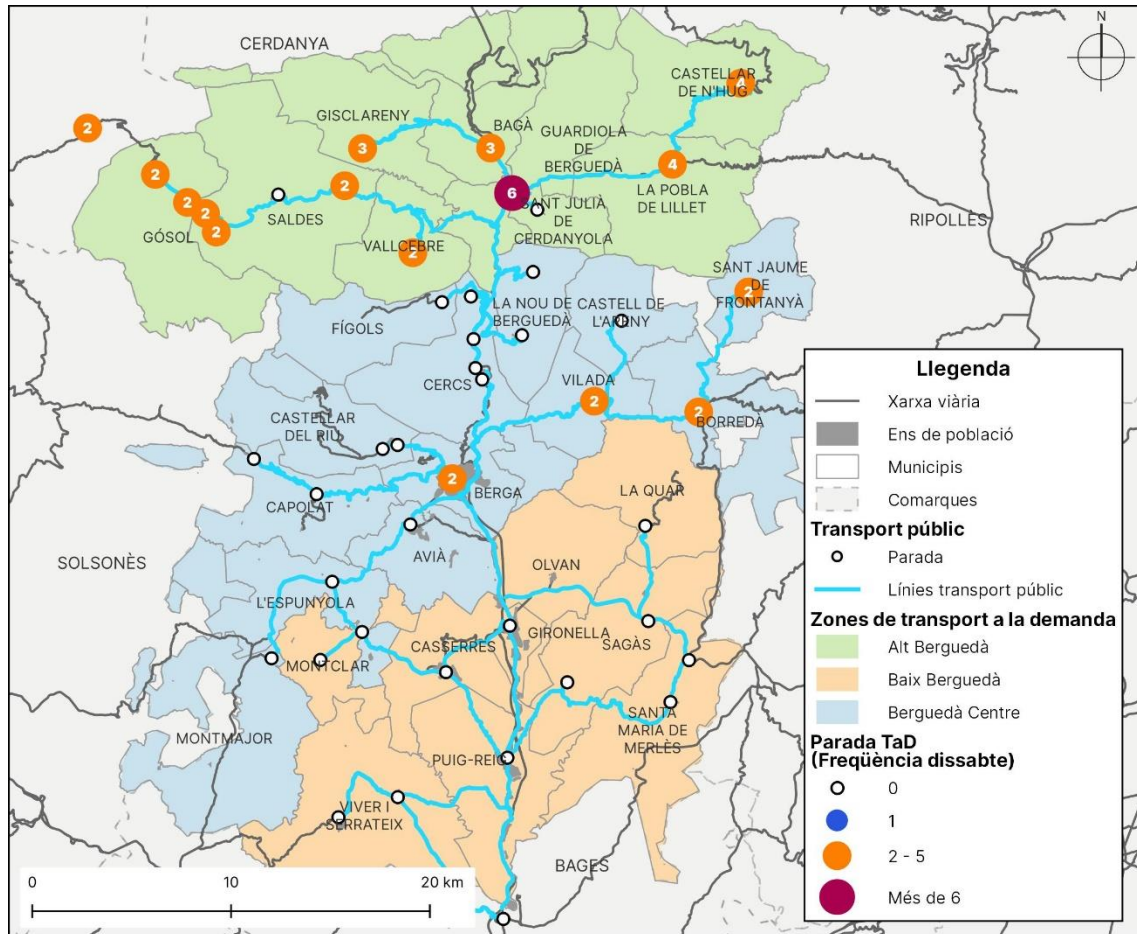 CERDANYA
N
CASTELLAR
DE N'HUG
4
2
GISCLARENY
BAGÀ
GUARDIOLA
DE
BERGUEDÀ
3
3
4
2
2
6
LA POBLA
DE LILLET
2
2
2
SALDES
GÓSOL
SANT JULIÀ
DE
CERDANYOLA
RIPOLLÈS
VALLCEBRE
2
SANT JAUME
DE
FRONTANYÀ
2
FÍGOLS
LA NOU DE
BERGUEDÀ
CASTELL DE
L'ARENY
CERCS
VILADA
2
2
BORREDÀ
CASTELLAR
DEL RIU
2
BERGA
CAPOLAT
LA QUAR
AVIÀ
SOLSONÈS
OLVAN
L'ESPUNYOLA
GIRONELLA
SAGÀS
CASSERRES
MONTCLAR
SANTA
MARIA DE
MERLÈS
MONTMAJOR
PUIG-REIG
VIVER I
SERRATEIX
BAGES
0
10
20 km
Llegenda
Xarxa viària
Ens de població
Municipis
Comarques
Transport públic
Parada
Línies transport públic
Zones de transport a la demanda
Alt Berguedà
Baix Berguedà
Berguedà Centre
Parada TaD
(Freqüència dissabte)
0
1
2 - 5
Més de 6